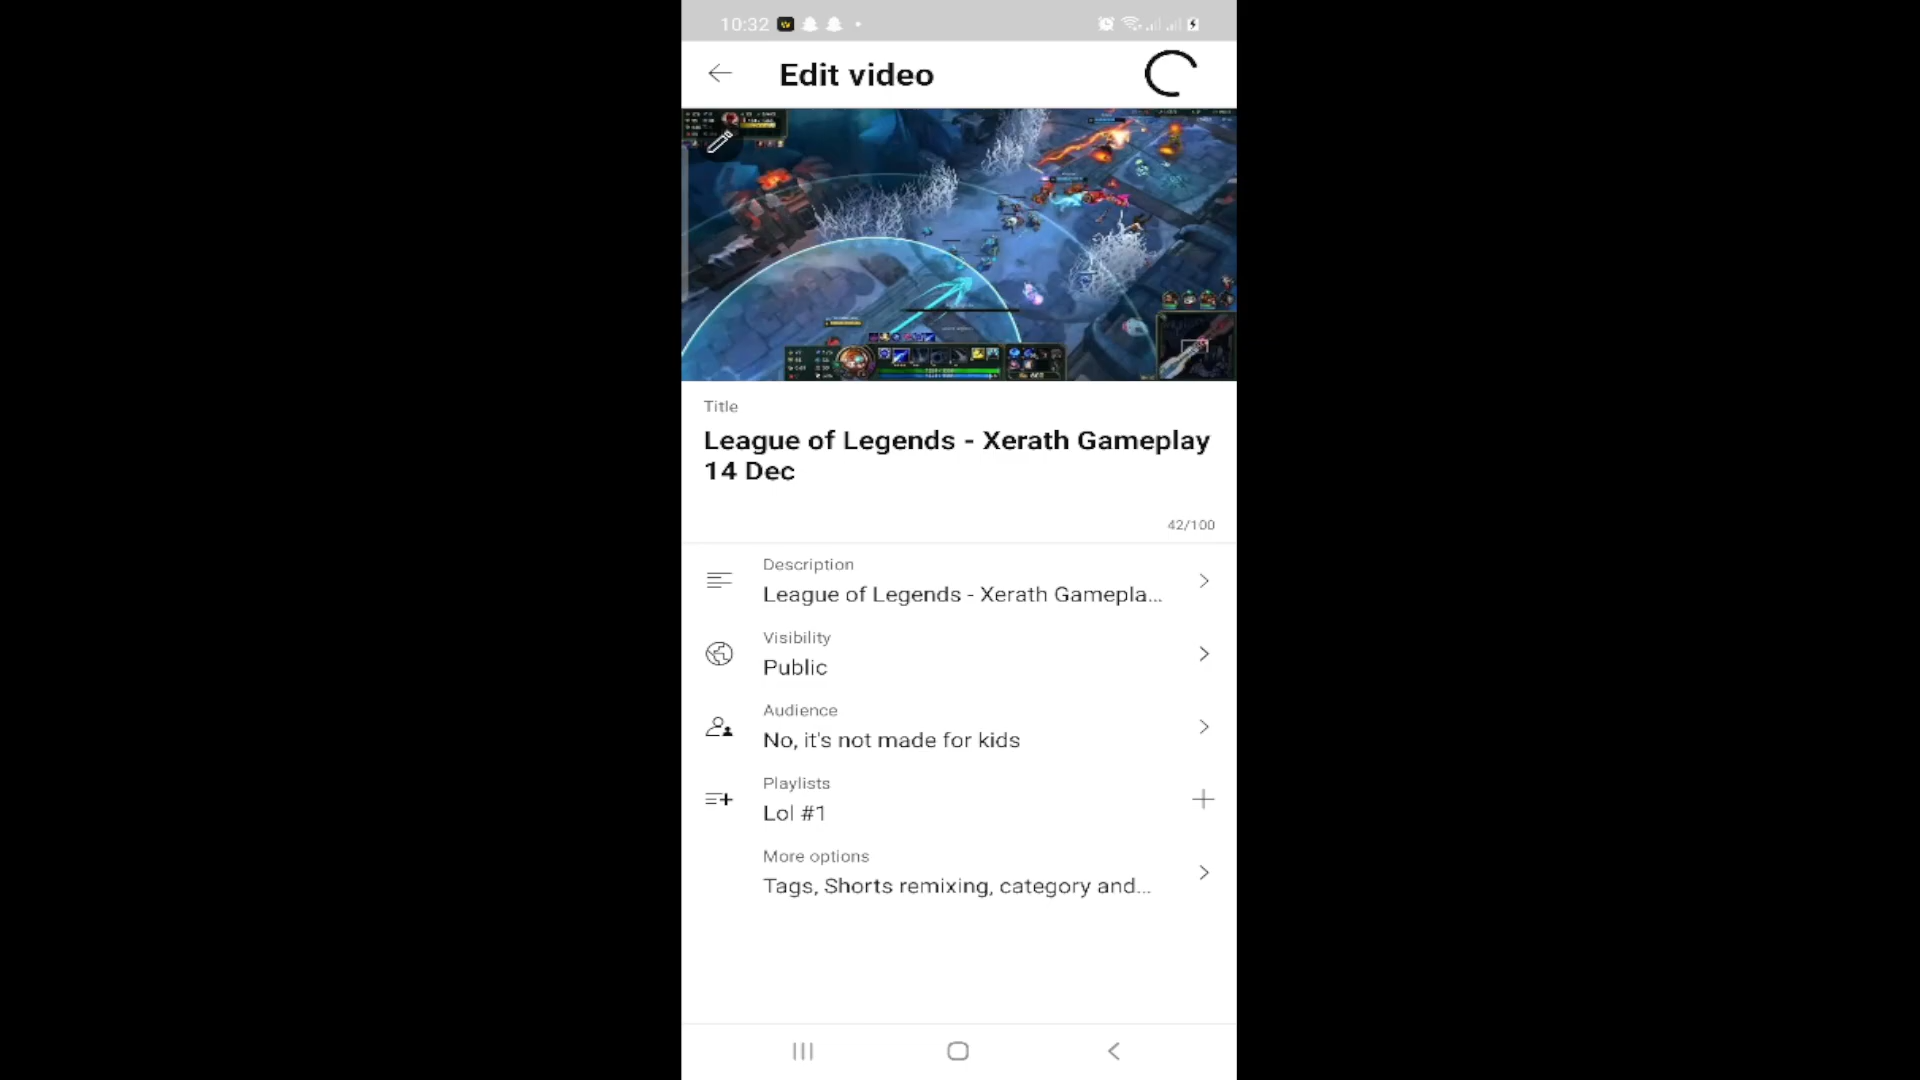 10:32
Edit video
Title
League of Legends - Xerath Gameplay
14 Dec
42/100
Description
League of Legends - Xerath Gamepla...
Visibility
Public
Audience
No, it's not made for kids
Playlists
Lol #1
More options
Tags, Shorts remixing, category and...